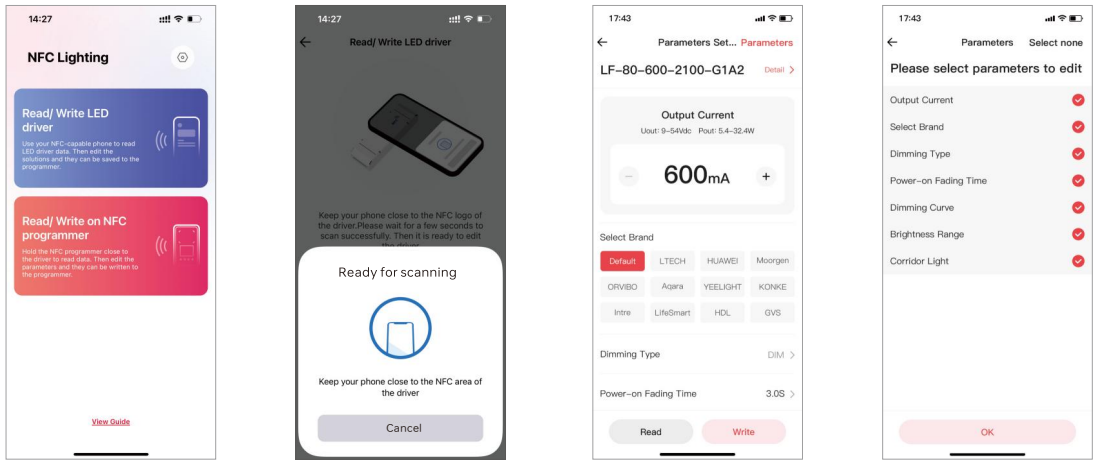 14:27
NFC Lighting
Read/ Write LED
driver
Use your NFC-capable phone to read
LED driver data. Then edit the
solutions and they can be saved to the
programmer.
Read/ Write on NFC
programmer
Hold the NFC programmer close to
the driver to read data. Then edit the
parameters and they can be written to
the programmer.
View Guide
14:27
Read/ Write LED driver
Keep your phone close to the NFC logo of
the driver.Please wait for a few seconds to
scan successfully. Then it is ready to edit
the driver
Ready for scanning
Keep your phone close to the NFC area of
the driver
Cancel
17:43
Parameters Set... Parameters
LF-80-600-2100-G1A2 Detail >
Output Current
Uout: 9-54Vdc Pout: 5.4-32.4W
− 600mA +
Select Brand
Default LTECH HUAWEI Moorgen
ORVIBO Aqara YEELIGHT KONKE
Intre LifeSmart HDL GVS
Dimming Type DIM >
Power-on Fading Time 3.0S >
Read Write
17:43
Parameters Select none
Please select parameters to edit
Output Current
Select Brand
Dimming Type
Power-on Fading Time
Dimming Curve
Brightness Range
Corridor Light
OK